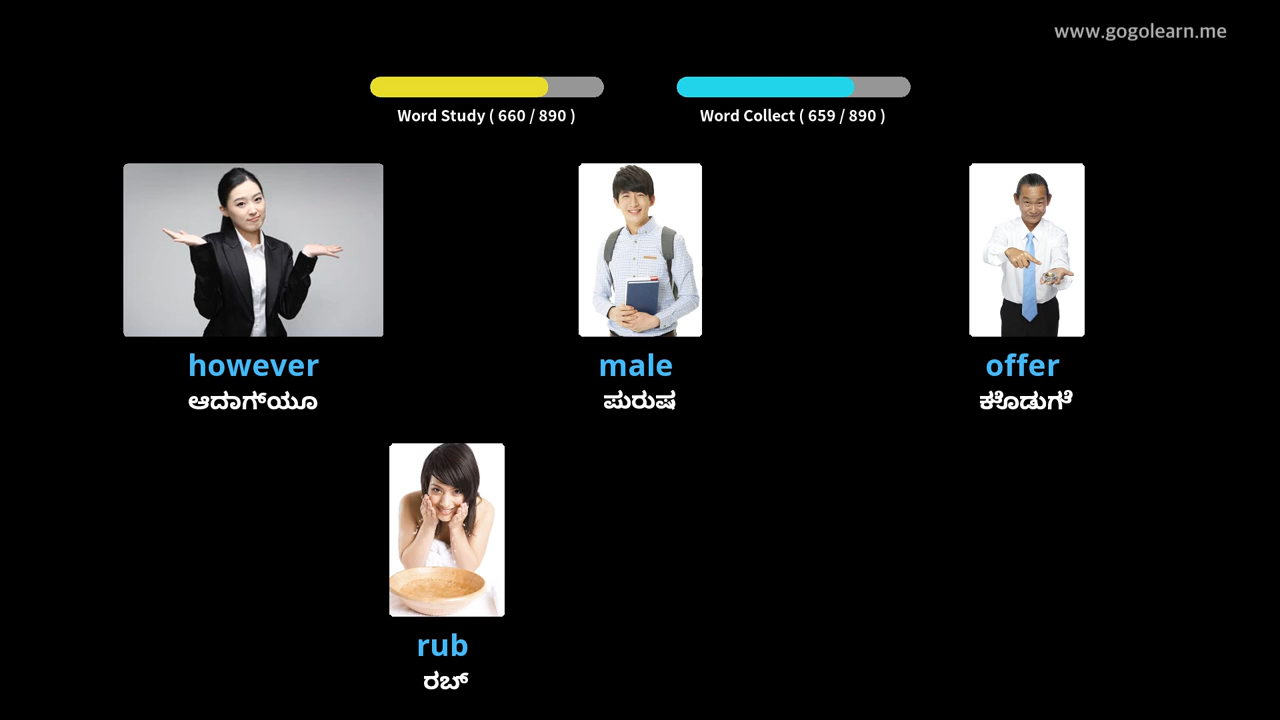 www.gogolearn.me
Word Study ( 660 / 890 )
Word Collect ( 659 / 890 )
however
male
offer
ಆದಾಗ್ಯೂ
ಪುರುಷ
ಕೊಡುಗೆ
rub
ರಬ್